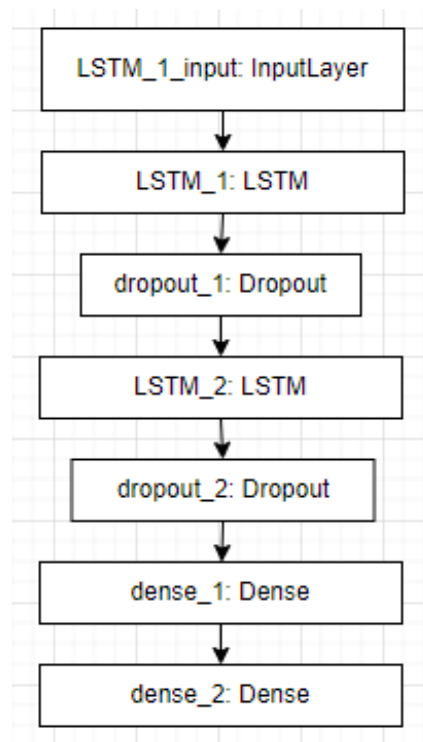 LSTM_1_input: InputLayer
LSTM_1: LSTM
dropout_1: Dropout
LSTM_2: LSTM
dropout_2: Dropout
dense_1: Dense
dense_2: Dense